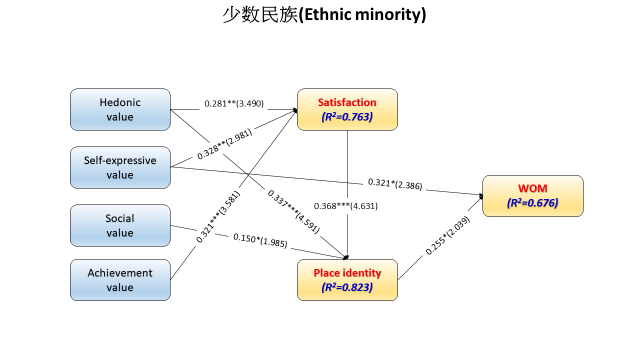 少数民族(Ethnic minority)
Hedonic
value
0.281**(3.490)
Satisfaction
(R²=0.763)
0.328**(2.981)
Self-expressive
value
0.321*(2.386)
WOM
(R²=0.676)
0.337***(4.591)
0.368***(4.631)
0.321***(3.581)
Social
value
0.150*(1.985)
0.255*(2.039)
Achievement
value
Place identity
(R²=0.823)